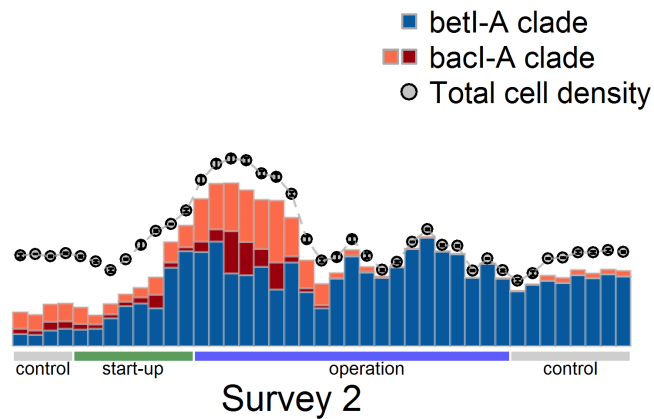 betI-A clade
bacI-A clade
Total cell density
control start-up operation control
Survey 2